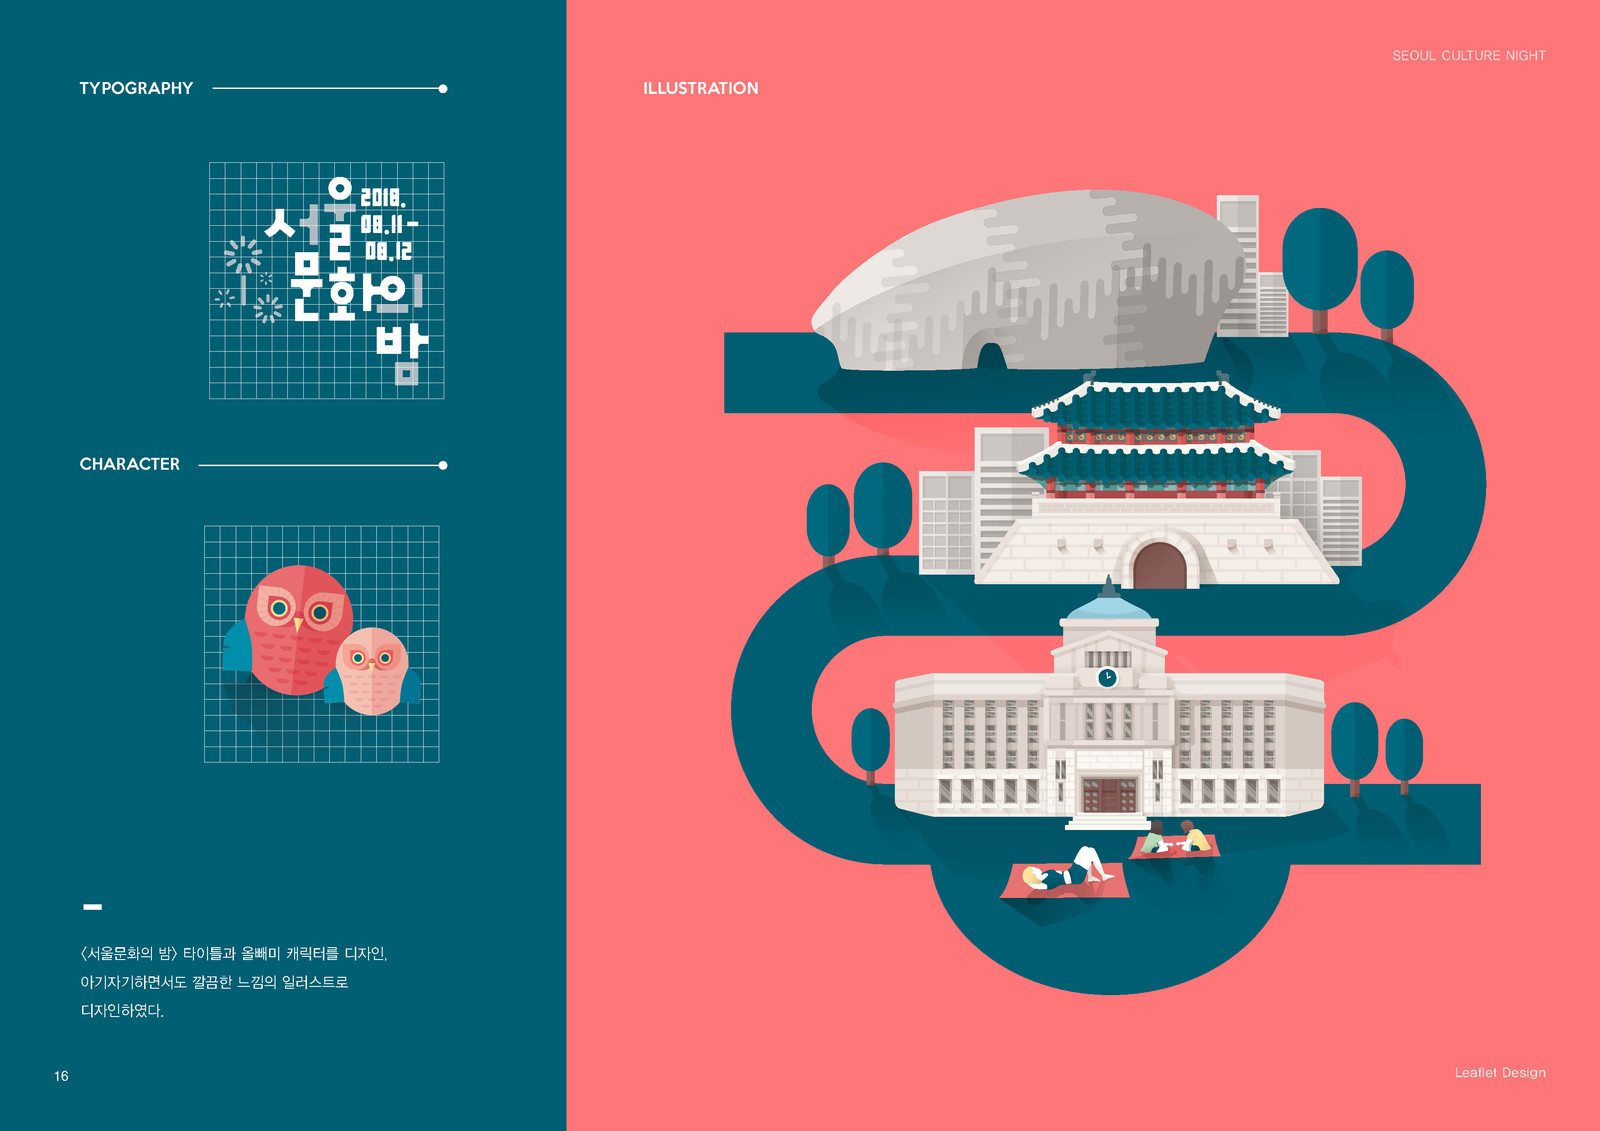 SEOUL CULTURE NIGHT
TYPOGRAPHY
서울
2018.
08.11-
08.12
문화의
밤
CHARACTER
<서울문화의 밤> 타이틀과 올빼미 캐릭터를 디자인,
아기자기하면서도 깔끔한 느낌의 일러스트로
디자인하였다.
16
ILLUSTRATION
Leaflet Design